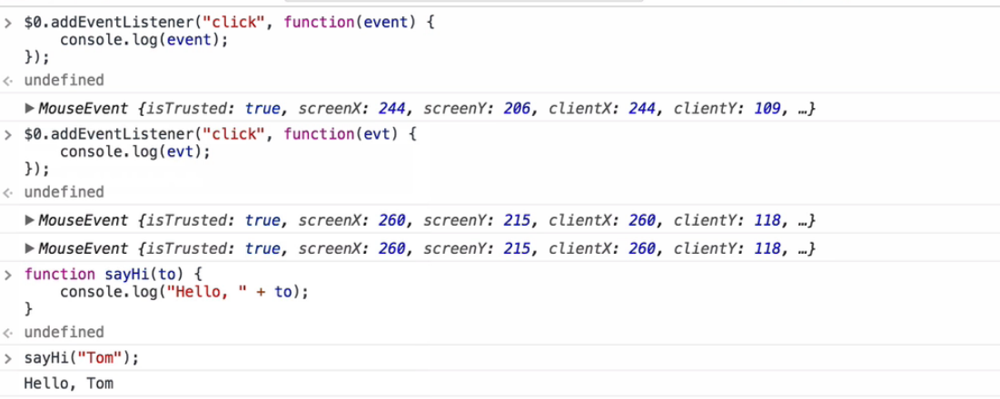 > $0.addEventListener("click", function(event) {
    console.log(event);
});
<· undefined
▶MouseEvent {isTrusted: true, screenX: 244, screenY: 206, clientX: 244, clientY: 109, …}
> $0.addEventListener("click", function(evt) {
    console.log(evt);
});
<· undefined
▶MouseEvent {isTrusted: true, screenX: 260, screenY: 215, clientX: 260, clientY: 118, …}
▶MouseEvent {isTrusted: true, screenX: 260, screenY: 215, clientX: 260, clientY: 118, …}
> function sayHi(to) {
    console.log("Hello, " + to);
}
<· undefined
> sayHi("Tom");
Hello, Tom